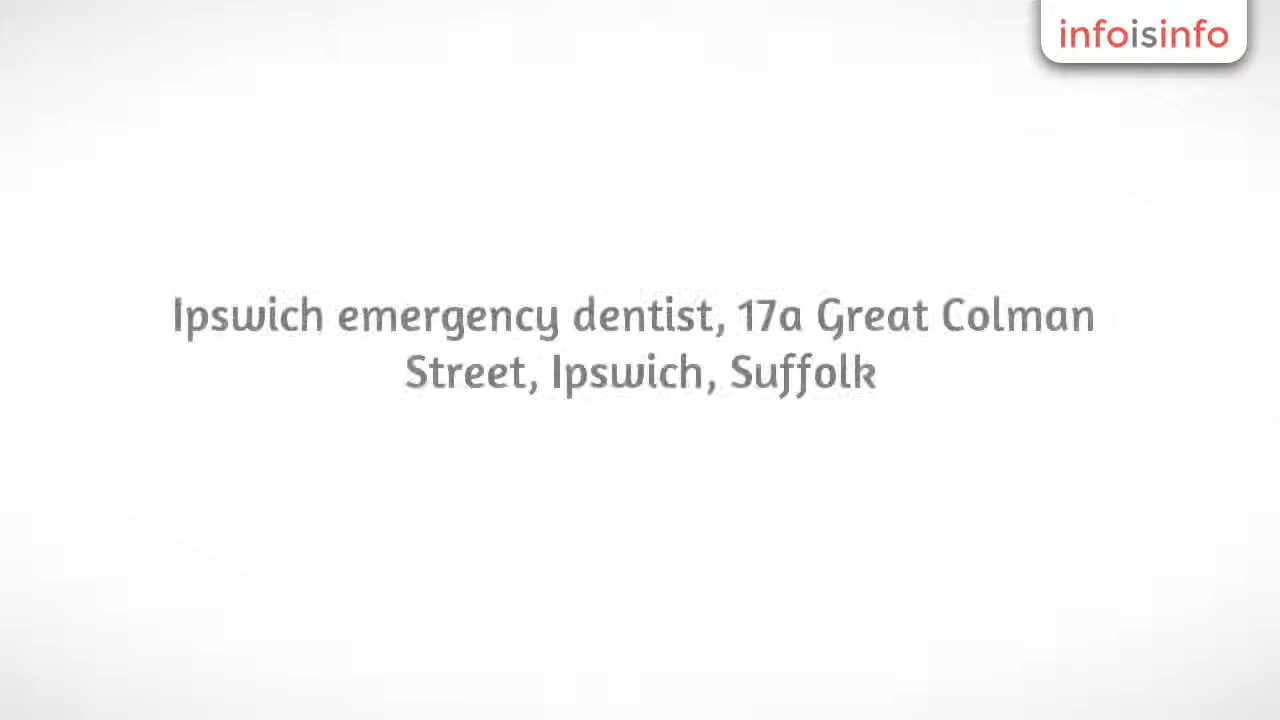 infoisinfo
Ipswich emergency dentist, 17a Great Colman
Street, Ipswich, Suffolk